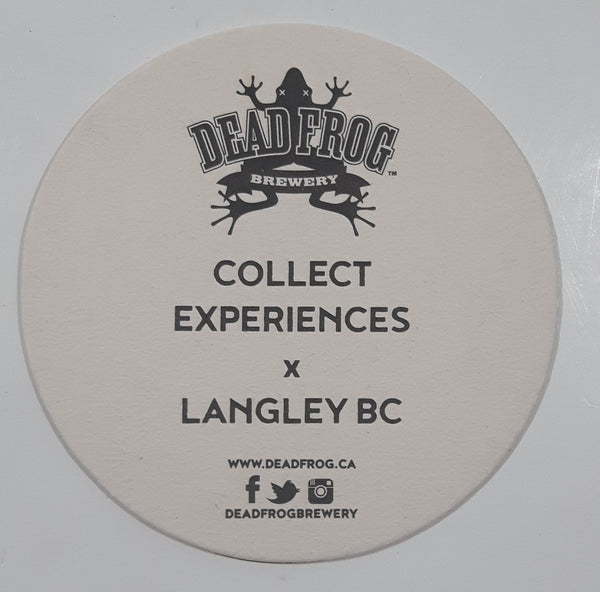 DEAD FROG
BREWERY
™
COLLECT
EXPERIENCES
x
LANGLEY BC
WWW.DEADFROG.CA
DEADFROGBREWERY